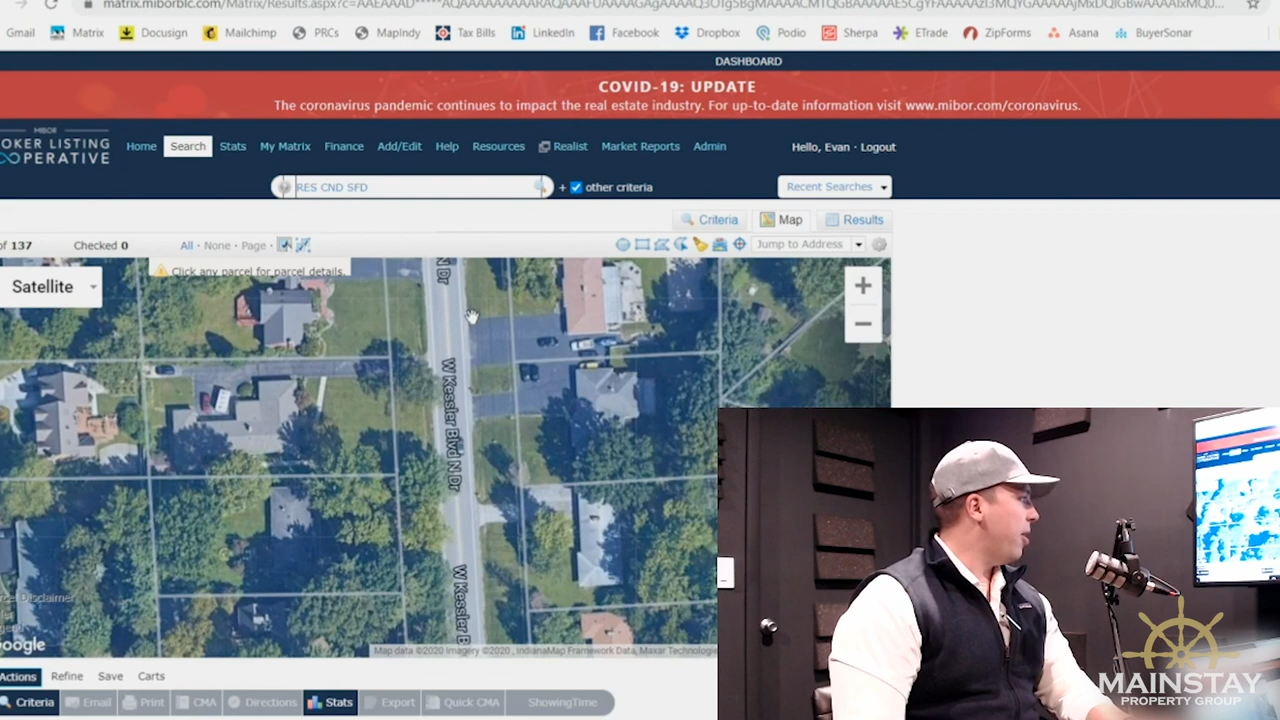 matrix.mlborblc.com/Matrix/Results.aspx?c=
Gmail Matrix Docusign Mailchimp PRCs MapIndy Tax Bills LinkedIn Facebook Dropbox Podio Sherpa ETrade ZipForms Asana BuyerSonar
DASHBOARD
COVID-19: UPDATE
The coronavirus pandemic continues to impact the real estate industry. For up-to-date information visit www.mibor.com/coronavirus.
MIBOR
OKER LISTING
OPERATIVE
Home Search Stats My Matrix Finance Add/Edit Help Resources Realist Market Reports Admin
Hello, Evan · Logout
RES CND SFD
+ other criteria
Recent Searches
Criteria Map Results
of 137 Checked 0 All · None · Page ·
Jump to Address
Click any parcel for parcel details.
Satellite
+
−
N Dr
W Kessler Blvd N Dr
W Kessler B
Disclaimer
oogle
Map data ©2020 Imagery ©2020 , IndianaMap Framework Data, Maxar Technologie
Actions Refine Save Carts
Criteria Email Print CMA Directions Stats Export Quick CMA ShowingTime
MAINSTAY
PROPERTY GROUP